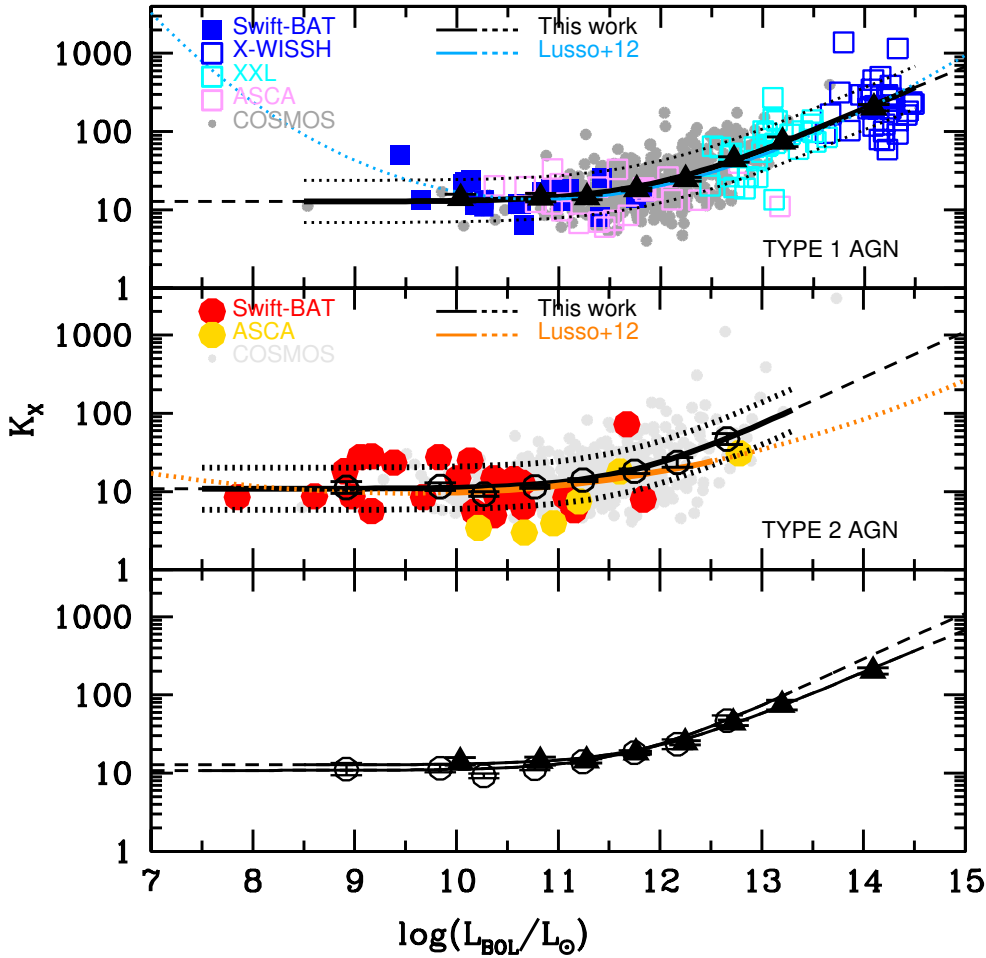 Swift-BAT This work
X-WISSH Lusso+12
XXL
ASCA
COSMOS
1000
100
10
1
TYPE 1 AGN
Swift-BAT This work
ASCA Lusso+12
COSMOS
1000
100
10
1
TYPE 2 AGN
K_X
1000
100
10
1
7 8 9 10 11 12 13 14 15
log(L_BOL/L_⊙)